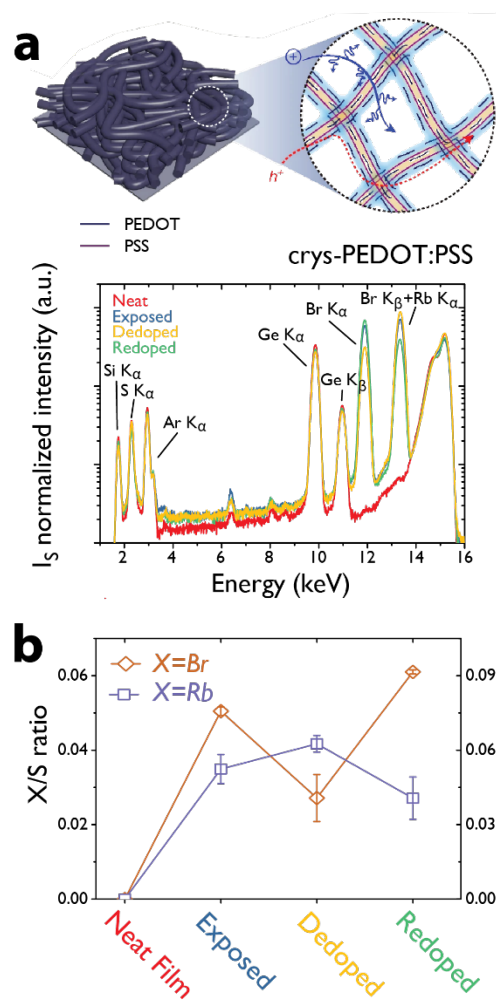 a
+
h+
PEDOT
PSS
crys-PEDOT:PSS
Neat
Exposed
Dedoped
Redoped
Si Kα
S Kα
Ar Kα
Ge Kα
Ge Kβ
Br Kα
Br Kβ+Rb Kα
IS normalized intensity (a.u.)
2 4 6 8 10 12 14 16
Energy (keV)
b
X=Br
X=Rb
X/S ratio
0.06
0.04
0.02
0.00
0.09
0.06
0.03
0.00
Neat Film
Exposed
Dedoped
Redoped